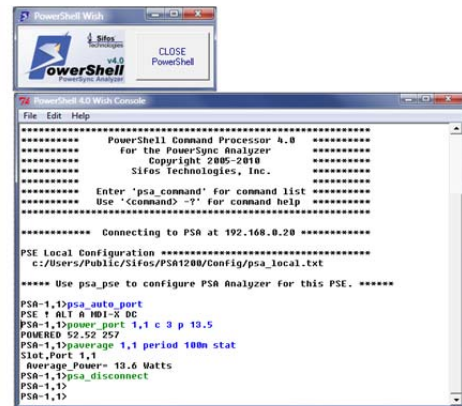 PowerShell Wish
Sifos
Technologies
v4.0
PowerShell
PowerSync Analyzer
CLOSE
PowerShell
PowerShell 4.0 Wish Console
File Edit Help
**********************************************************************
********** PowerShell Command Processor 4.0 ***********
********** for the PowerSync Analyzer ***********
********** Copyright 2005-2010 ***********
********** Sifos Technologies, Inc. ***********
********** ***********
********** Enter 'psa_command' for command list ***********
********** Use '<command> -?' for command help ***********
**********************************************************************
************ Connecting to PSA at 192.168.0.20 *******************
PSE Local Configuration ******************************************
c:/Users/Public/Sifos/PSA1200/Config/psa_local.txt
***** Use psa_pse to configure PSA Analyzer for this PSE. ******
PSA-1,1>psa_auto_port
PSE ! ALT A MDI-X DC
PSA-1,1>power_port 1,1 c 3 p 13.5
POWERED 52.52 257
PSA-1,1>paverage 1,1 period 100m stat
Slot,Port 1,1
Average_Power= 13.6 Watts
PSA-1,1>psa_disconnect
PSA-1,1>
PSA-1,1>